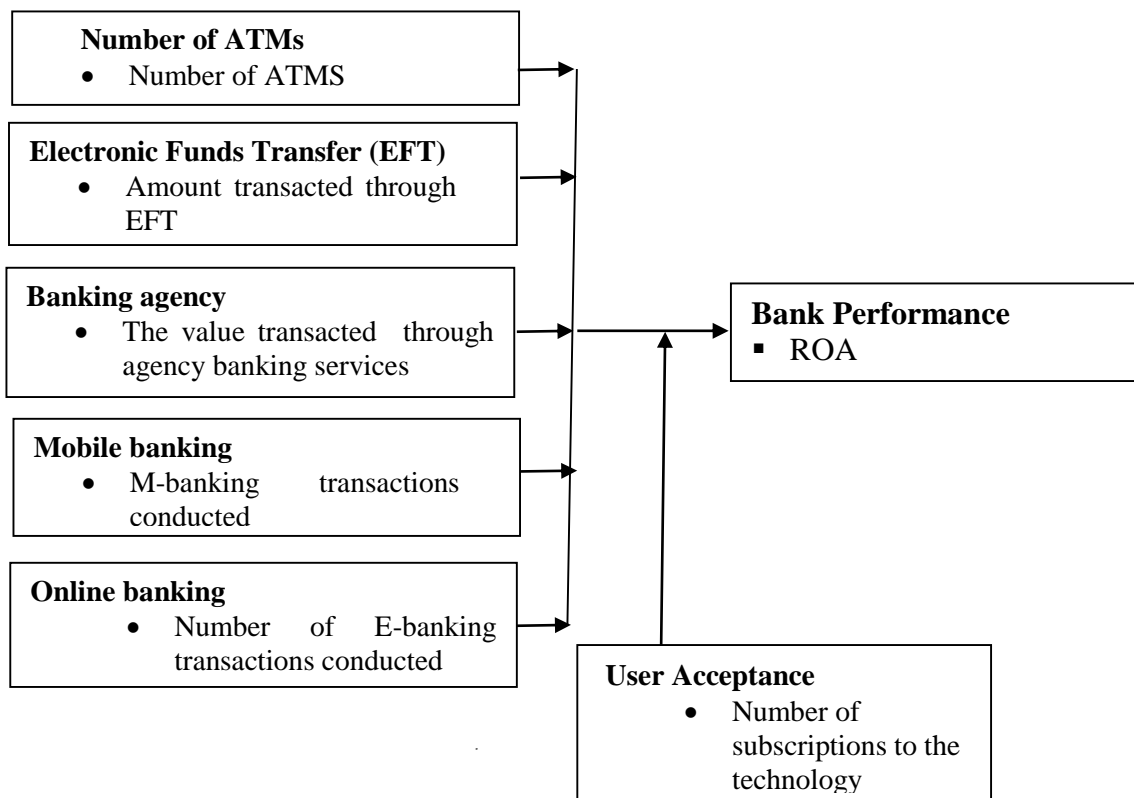 Number of ATMs
• Number of ATMS
Electronic Funds Transfer (EFT)
• Amount transacted through
EFT
Banking agency
• The value transacted through
agency banking services
Mobile banking
• M-banking transactions
conducted
Online banking
• Number of E-banking
transactions conducted
Bank Performance
▪ ROA
User Acceptance
• Number of
subscriptions to the
technology